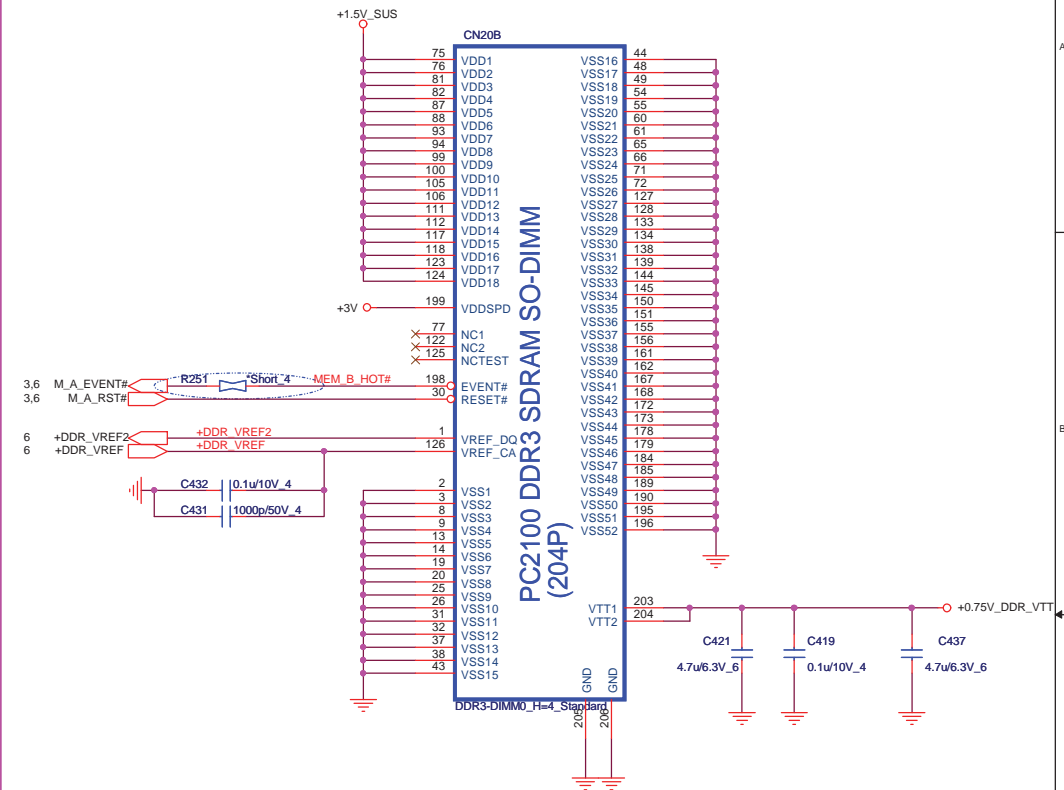 +1.5V_SUS
CN20B
75 VDD1 VSS16 44
76 VDD2 VSS17 48
81 VDD3 VSS18 49
82 VDD4 VSS19 54
87 VDD5 VSS20 55
88 VDD6 VSS21 60
93 VDD7 VSS22 61
94 VDD8 VSS23 65
99 VDD9 VSS24 66
100 VDD10 VSS25 71
105 VDD11 VSS26 72
106 VDD12 VSS27 127
111 VDD13 VSS28 128
112 VDD14 VSS29 133
117 VDD15 VSS30 134
118 VDD16 VSS31 138
123 VDD17 VSS32 139
124 VDD18 VSS33 144
VSS34 145
+3V 199 VDDSPD VSS35 150
VSS36 151
77 NC1 VSS37 155
122 NC2 VSS38 156
125 NCTEST VSS39 161
VSS40 162
3,6 M_A_EVENT# R251 *Short_4 MEM_B_HOT# 198 EVENT# VSS41 167
3,6 M_A_RST# 30 RESET# VSS42 168
VSS43 172
VSS44 173
6 +DDR_VREF2 +DDR_VREF2 1 VREF_DQ VSS45 178
6 +DDR_VREF +DDR_VREF 126 VREF_CA VSS46 179
VSS47 184
VSS48 185
C432 0.1u/10V_4 2 VSS1 VSS49 189
3 VSS2 VSS50 190
C431 1000p/50V_4 8 VSS3 VSS51 195
9 VSS4 VSS52 196
13 VSS5
14 VSS6
19 VSS7
20 VSS8
25 VSS9
26 VSS10 VTT1 203 +0.75V_DDR_VTT
31 VSS11 VTT2 204
32 VSS12
37 VSS13
38 VSS14
43 VSS15
PC2100 DDR3 SDRAM SO-DIMM
(204P)
C421 C419 C437
4.7u/6.3V_6 0.1u/10V_4 4.7u/6.3V_6
GND GND
DDR3-DIMM0_H=4_Standard
205 206
A
B